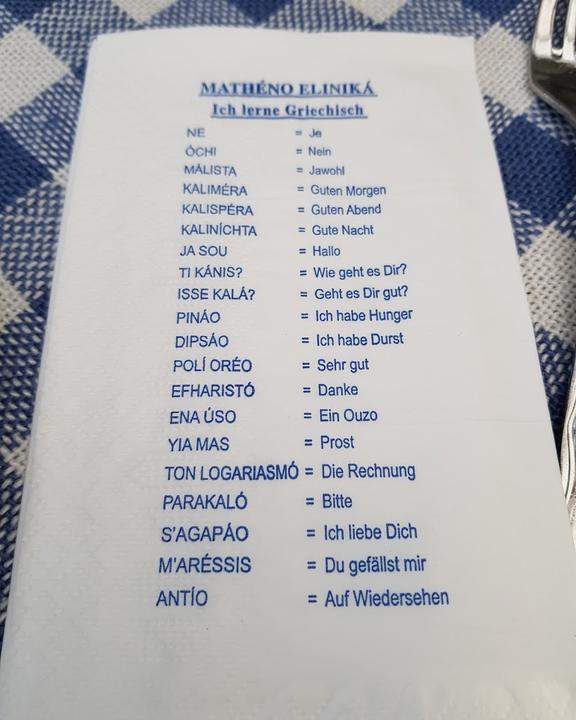 MATHÉNO ELINIKÁ
Ich lerne Griechisch
NE = Ja
ÓCHI = Nein
MÁLISTA = Jawohl
KALIMÉRA = Guten Morgen
KALISPÉRA = Guten Abend
KALINÍCHTA = Gute Nacht
JA SOU = Hallo
TI KÁNIS? = Wie geht es Dir?
ISSE KALÁ? = Geht es Dir gut?
PINÁO = Ich habe Hunger
DIPSÁO = Ich habe Durst
POLÍ ORÉO = Sehr gut
EFHARISTÓ = Danke
ENA ÚSO = Ein Ouzo
YIA MAS = Prost
TON LOGARIASMÓ = Die Rechnung
PARAKALÓ = Bitte
S'AGAPÁO = Ich liebe Dich
M'ARÉSSIS = Du gefällst mir
ANTÍO = Auf Wiedersehen